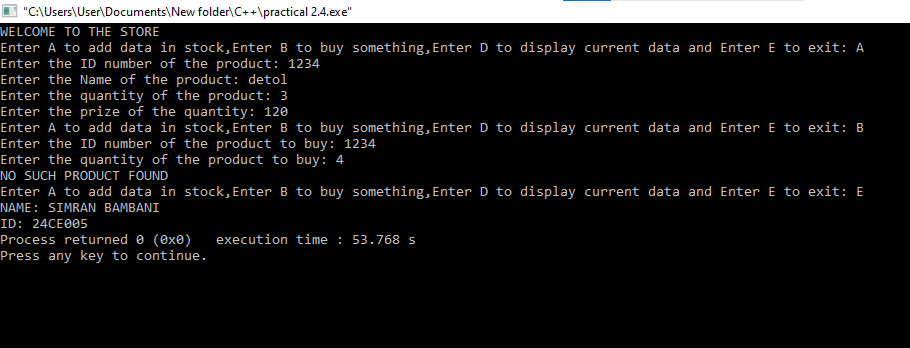 "C:\Users\User\Documents\New folder\C++\practical 2.4.exe"
WELCOME TO THE STORE
Enter A to add data in stock,Enter B to buy something,Enter D to display current data and Enter E to exit: A
Enter the ID number of the product: 1234
Enter the Name of the product: detol
Enter the quantity of the product: 3
Enter the prize of the quantity: 120
Enter A to add data in stock,Enter B to buy something,Enter D to display current data and Enter E to exit: B
Enter the ID number of the product to buy: 1234
Enter the quantity of the product to buy: 4
NO SUCH PRODUCT FOUND
Enter A to add data in stock,Enter B to buy something,Enter D to display current data and Enter E to exit: E
NAME: SIMRAN BAMBANI
ID: 24CE005
Process returned 0 (0x0)   execution time : 53.768 s
Press any key to continue.